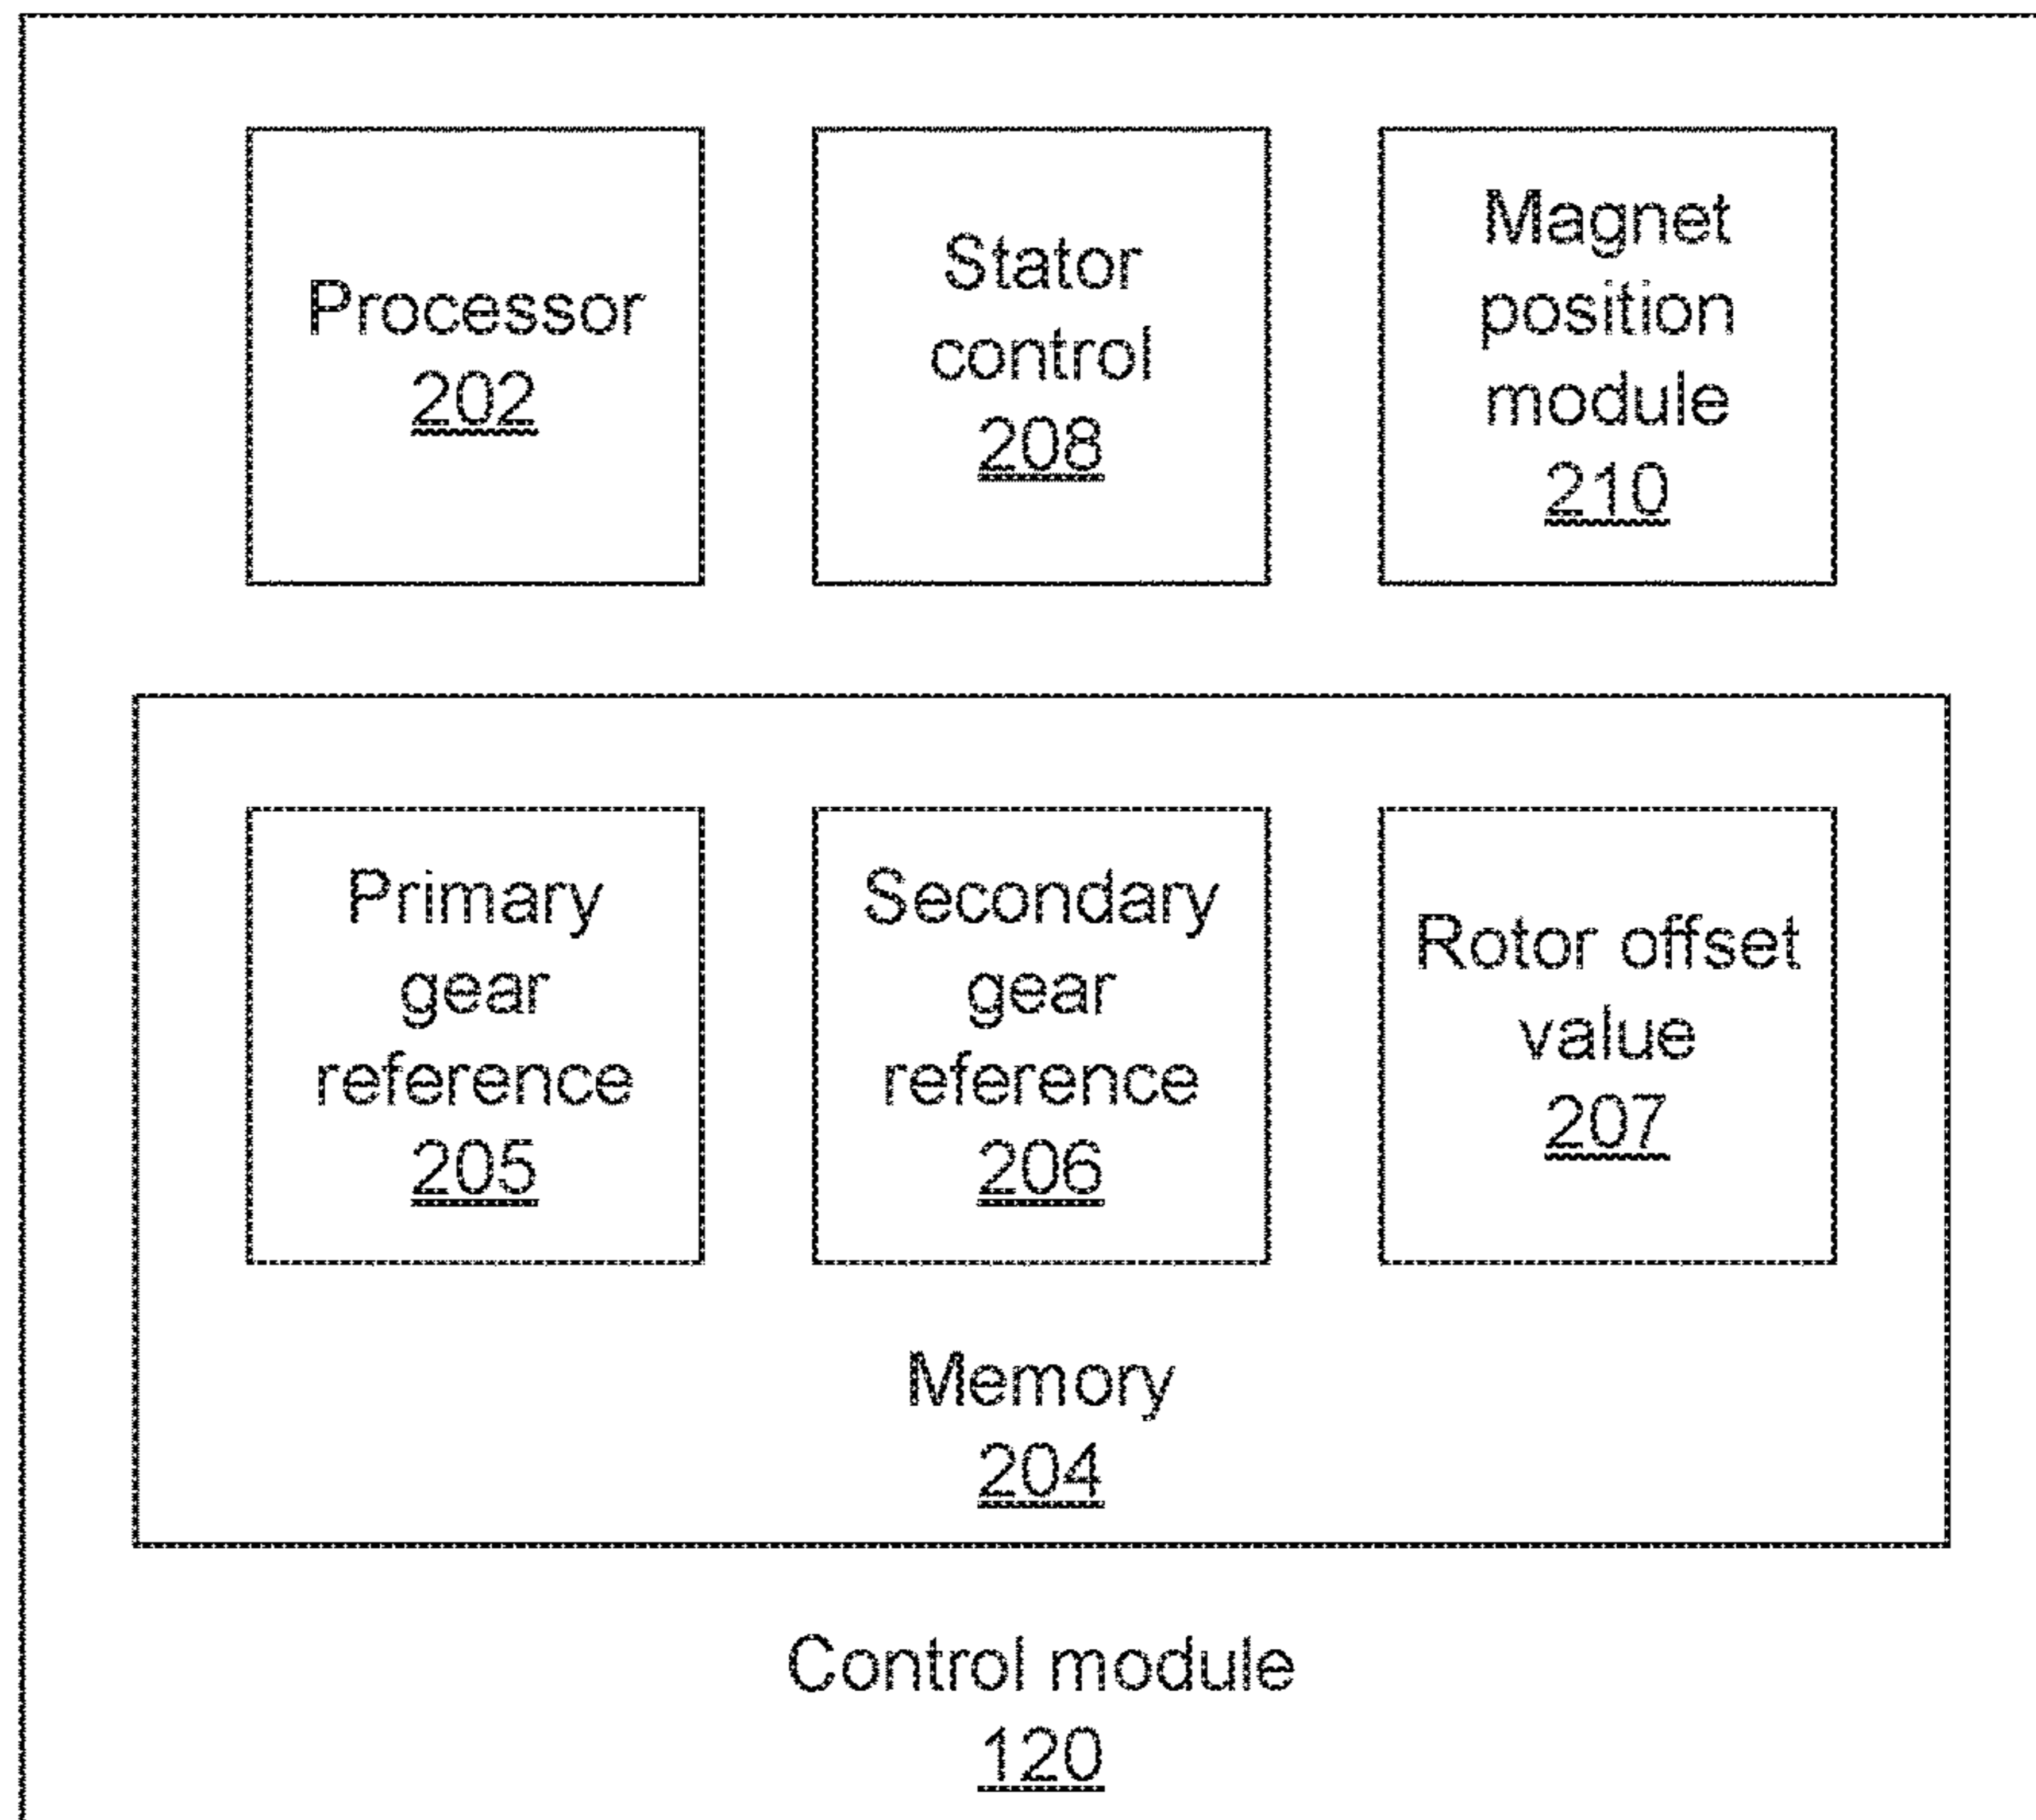 Processor
202
Stator
control
208
Magnet
position
module
210
Primary
gear
reference
205
Secondary
gear
reference
206
Rotor offset
value
207
Memory
204
Control module
120